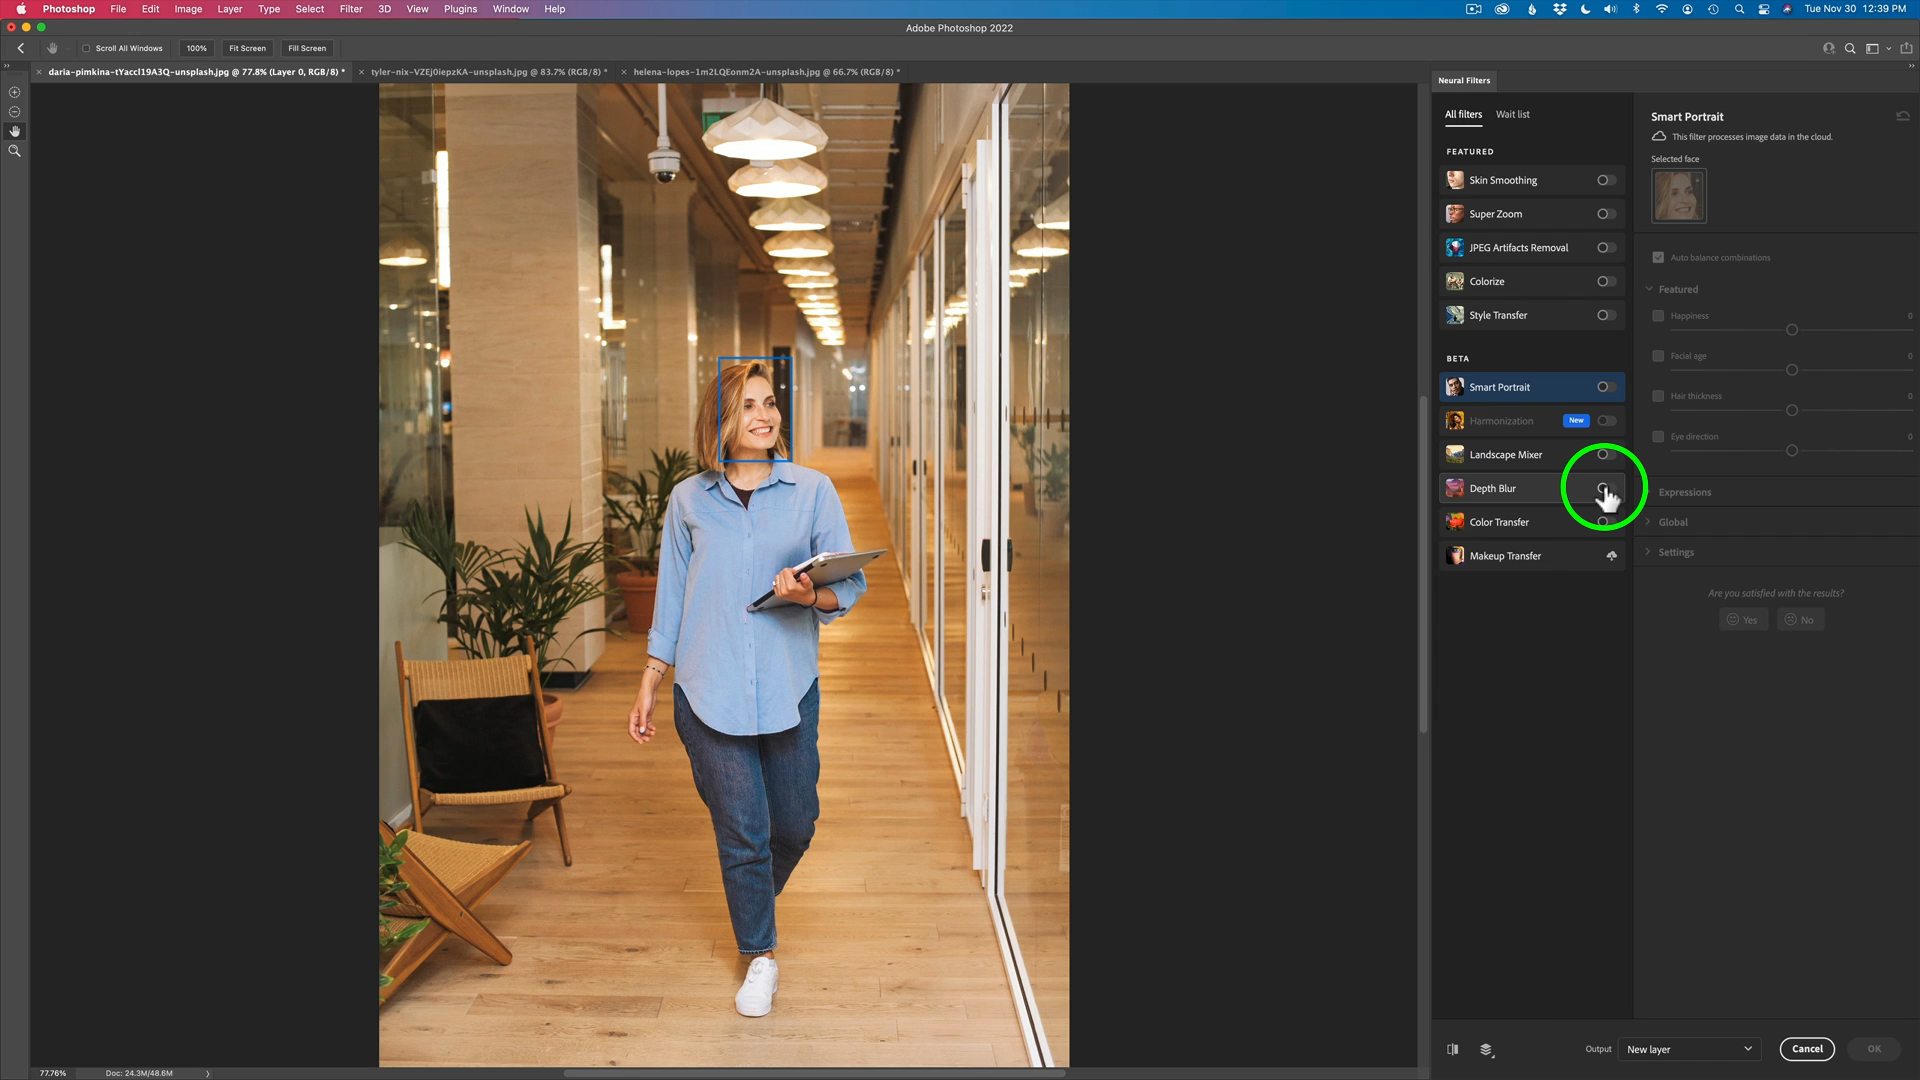 Photoshop File Edit Image Layer Type Select Filter 3D View Plugins Window Help Tue Nov 30 12:39 PM
Adobe Photoshop 2022
Scroll All Windows 100% Fit Screen Fill Screen
daria-pimkina-tYaccl19A3Q-unsplash.jpg @ 77.8% (Layer 0, RGB/8) * tyler-nix-VZEj0iepzKA-unsplash.jpg @ 83.7% (RGB/8) * helena-lopes-1m2LQEonm2A-unsplash.jpg @ 66.7% (RGB/8) *
Neural Filters
All filters Wait list
FEATURED
Skin Smoothing
Super Zoom
JPEG Artifacts Removal
Colorize
Style Transfer
BETA
Smart Portrait
Harmonization New
Landscape Mixer
Depth Blur
Color Transfer
Makeup Transfer
Smart Portrait
This filter processes image data in the cloud.
Selected face
Auto balance combinations
Featured
Happiness 0
Facial age 0
Hair thickness 0
Eye direction 0
Expressions
Global
Settings
Are you satisfied with the results?
Yes No
Output New layer Cancel OK
77.76% Doc: 24.3M/48.6M